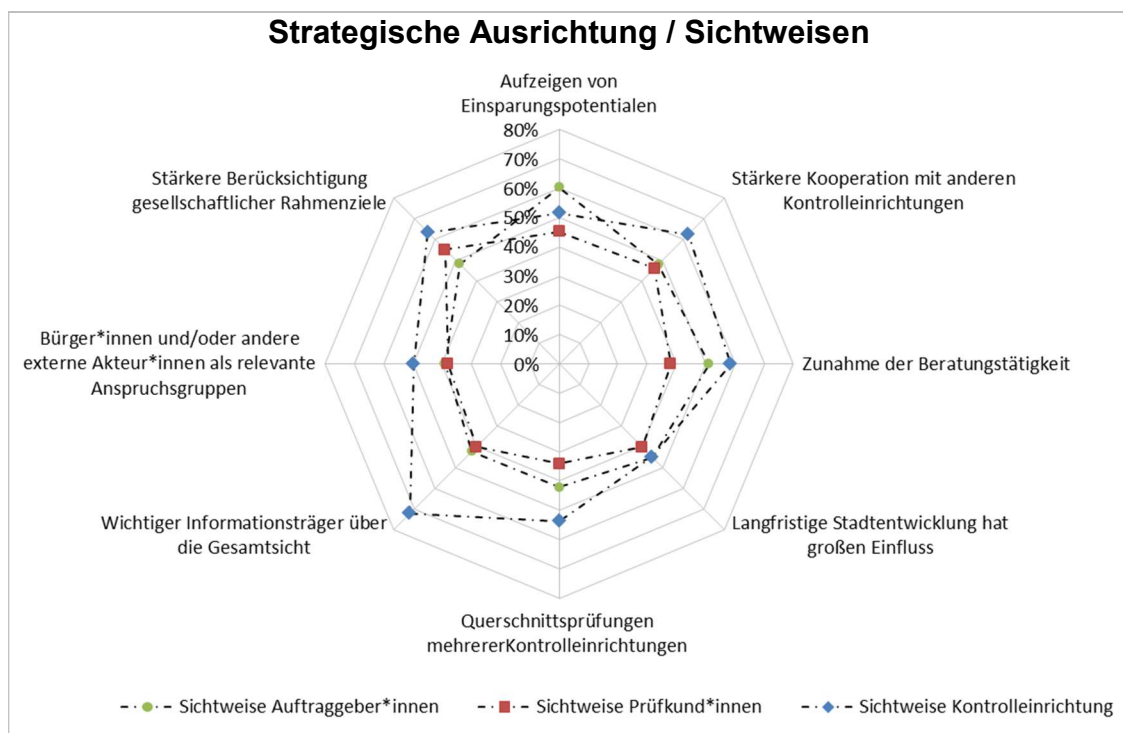 Strategische Ausrichtung / Sichtweisen
Aufzeigen von
Einsparungspotentialen
80%
70%
60%
50%
40%
30%
20%
10%
0%
Stärkere Kooperation mit anderen
Kontrolleinrichtungen
Zunahme der Beratungstätigkeit
Langfristige Stadtentwicklung hat
großen Einfluss
Querschnittsprüfungen
mehrererKontrolleinrichtungen
Wichtiger Informationsträger über
die Gesamtsicht
Bürger*innen und/oder andere
externe Akteur*innen als relevante
Anspruchsgruppen
Stärkere Berücksichtigung
gesellschaftlicher Rahmenziele
Sichtweise Auftraggeber*innen
Sichtweise Prüfkund*innen
Sichtweise Kontrolleinrichtung